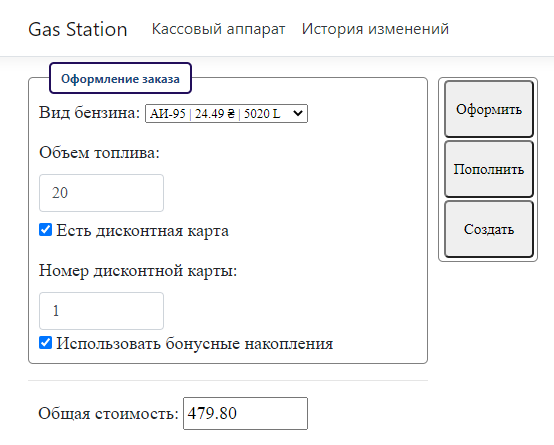 Gas Station Кассовый аппарат История изменений
Оформление заказа
Вид бензина: АИ-95 | 24.49 ₴ | 5020 L
Объем топлива:
20
Есть дисконтная карта
Номер дисконтной карты:
1
Использовать бонусные накопления
Оформить
Пополнить
Создать
Общая стоимость: 479.80